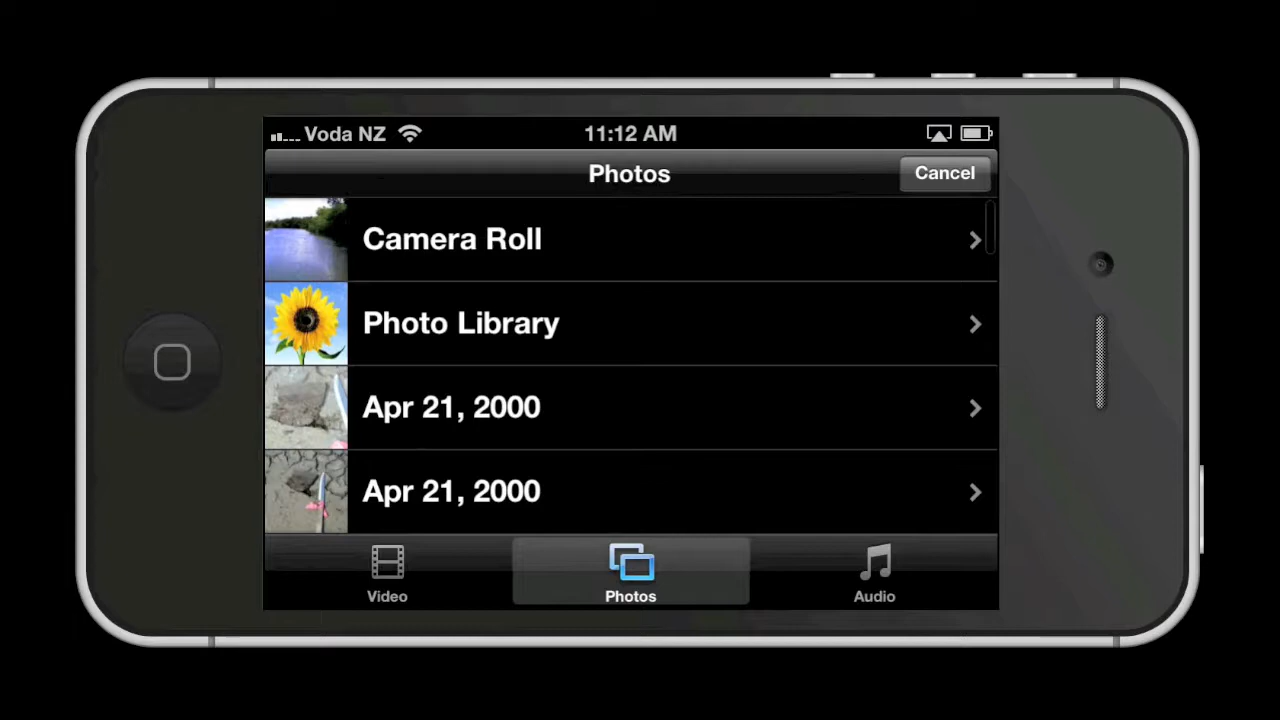 Voda NZ 11:12 AM
Photos Cancel
Camera Roll
Photo Library
Apr 21, 2000
Apr 21, 2000
Video Photos Audio